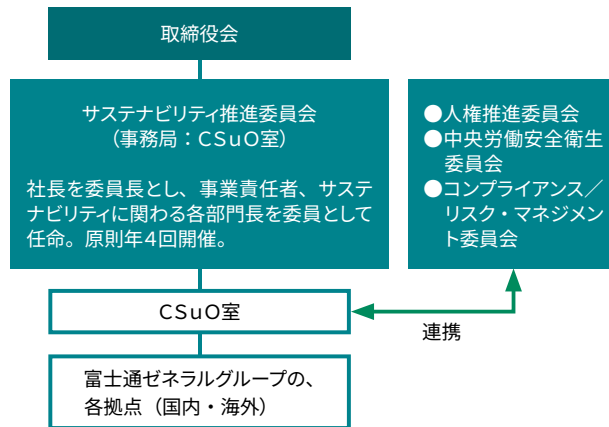 取締役会
サステナビリティ推進委員会
（事務局：CSuO室）
社長を委員長とし、事業責任者、サステ
ナビリティに関わる各部門長を委員として
任命。原則年４回開催。
●人権推進委員会
●中央労働安全衛生
委員会
●コンプライアンス／
リスク・マネジメン
ト委員会
CSuO室
連携
富士通ゼネラルグループの、
各拠点（国内・海外）